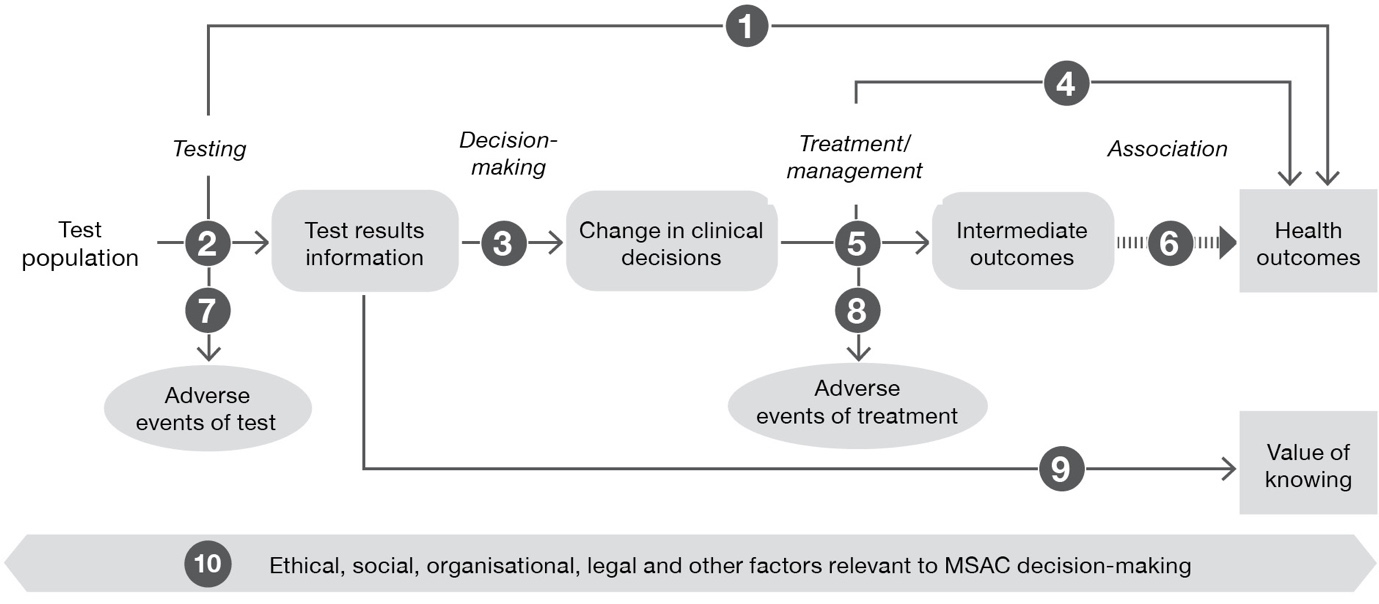 1
4
Testing
Decision-
making
Treatment/
management
Association
Test
population
2
Test results
information
3
Change in clinical
decisions
5
Intermediate
outcomes
6
Health
outcomes
7
8
Adverse
events of test
Adverse
events of treatment
9
Value of
knowing
10 Ethical, social, organisational, legal and other factors relevant to MSAC decision-making